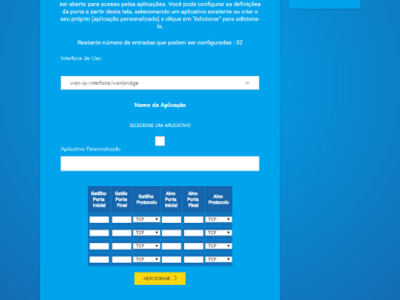 ser aberto para acesso pelas aplicações. Você pode configurar as definições
da porta a partir desta tela, selecionando um aplicativo existente ou criar o
seu próprio (aplicação personalizada) e clique em "Adicionar" para adiciona-
la.
Restante número de entradas que podem ser configuradas : 32
Interface de Uso
wan-ip-interface/wanbridge
Nome da Aplicação
SELECIONE UM APLICATIVO
Aplicativo Personalizado
Gatilho Porta Inicial Gatilho Porta Final Gatilho Protocolo Alvo Porta Inicial Alvo Porta Final Alvo Protocolo
TCP TCP
TCP TCP
TCP TCP
TCP TCP
ADICIONAR >